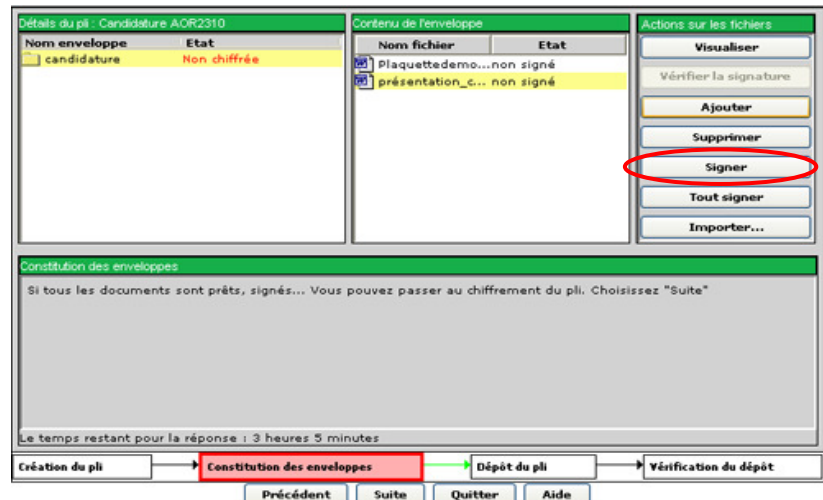 Détails du pli : Candidature AOR2310
Nom enveloppe Etat
candidature Non chiffrée
Contenu de l'enveloppe
Nom fichier Etat
Plaquettedemo... non signé
présentation_c... non signé
Actions sur les fichiers
Visualiser
Vérifier la signature
Ajouter
Supprimer
Signer
Tout signer
Importer...
Constitution des enveloppes
Si tous les documents sont prêts, signés... Vous pouvez passer au chiffrement du pli. Choisissez "Suite"
Le temps restant pour la réponse : 3 heures 5 minutes
Création du pli Constitution des enveloppes Dépôt du pli Vérification du dépôt
Précédent Suite Quitter Aide